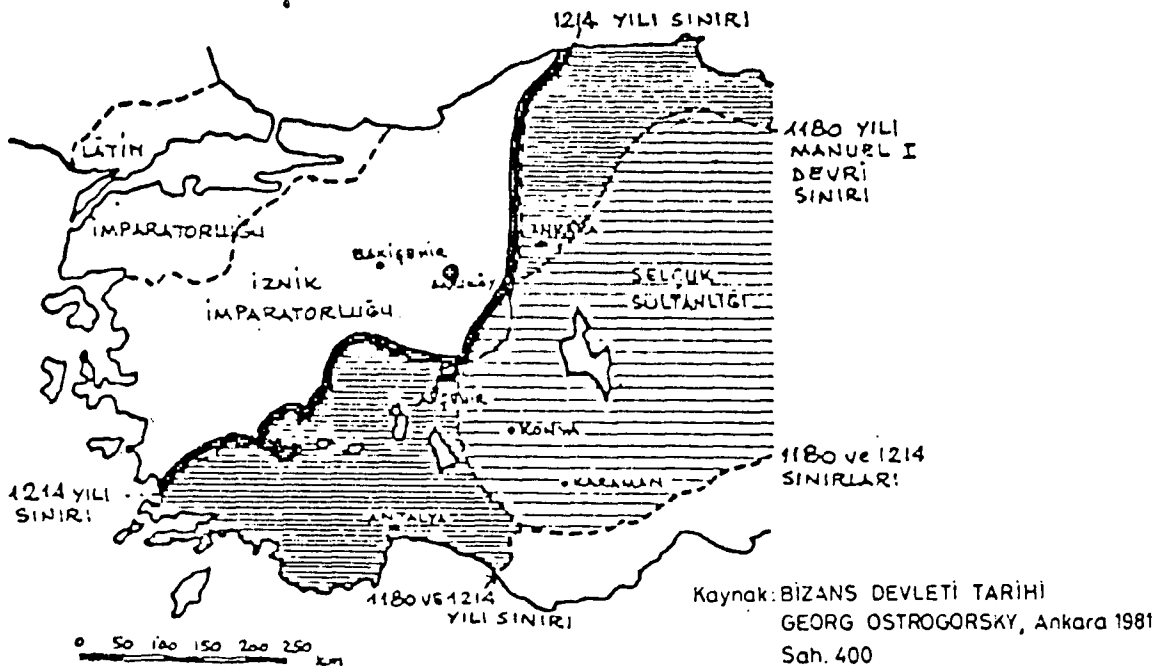 1214 YILI SINIRI
LÂTİN
İMPARATORLUĞU
1180 YILI
MANUEL I
DEVRİ
SINIRI
ANKARA
ESKİŞEHİR
İZNİK
İMPARATORLUĞU
SELÇUK
SULTANLIĞI
KONYA
KARAMAN
1180 ve 1214
SINIRLARI
1214 YILI
SINIRI
ANTALYA
1180 ve 1214
YILI SINIRI
0 50 100 150 200 250 km
Kaynak: BİZANS DEVLETİ TARİHİ
GEORG OSTROGORSKY, Ankara 1981
Sah. 400